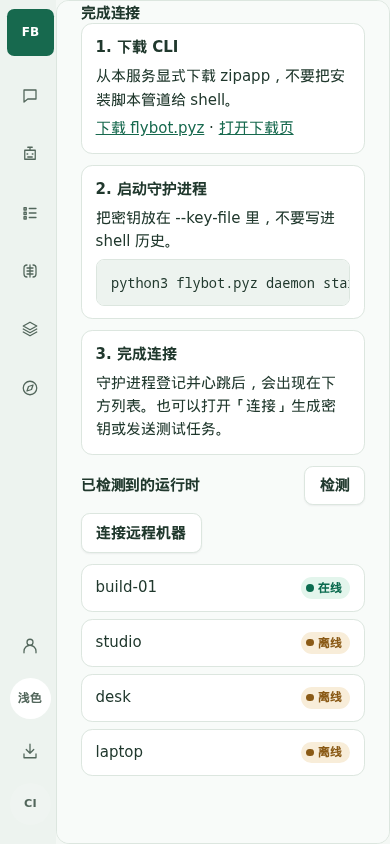 FB
完成连接
1. 下载 CLI
从本服务显式下载 zipapp，不要把安
装脚本管道给 shell。
下载 flybot.pyz · 打开下载页
2. 启动守护进程
把密钥放在 --key-file 里，不要写进
shell 历史。
python3 flybot.pyz daemon sta
3. 完成连接
守护进程登记并心跳后，会出现在下
方列表。也可以打开「连接」生成密
钥或发送测试任务。
已检测到的运行时
检测
连接远程机器
build-01
在线
studio
离线
desk
离线
laptop
离线
浅色
CI